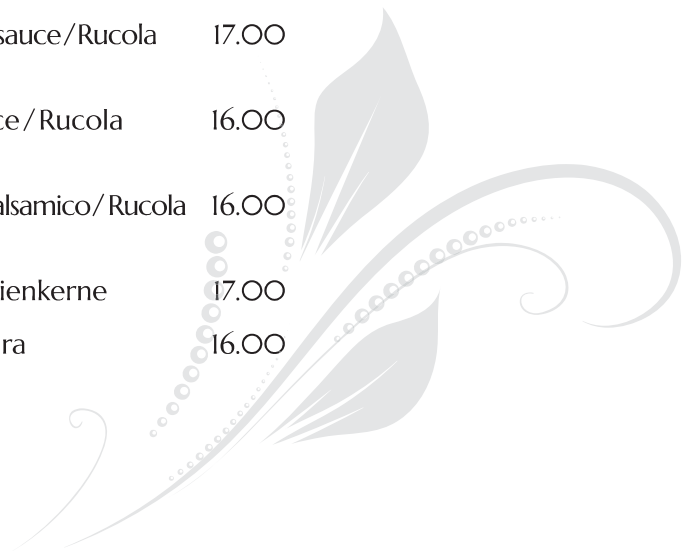 sauce/Rucola 17.00
ce/Rucola 16.00
alsamico/Rucola 16.00
ienkerne 17.00
ra 16.00